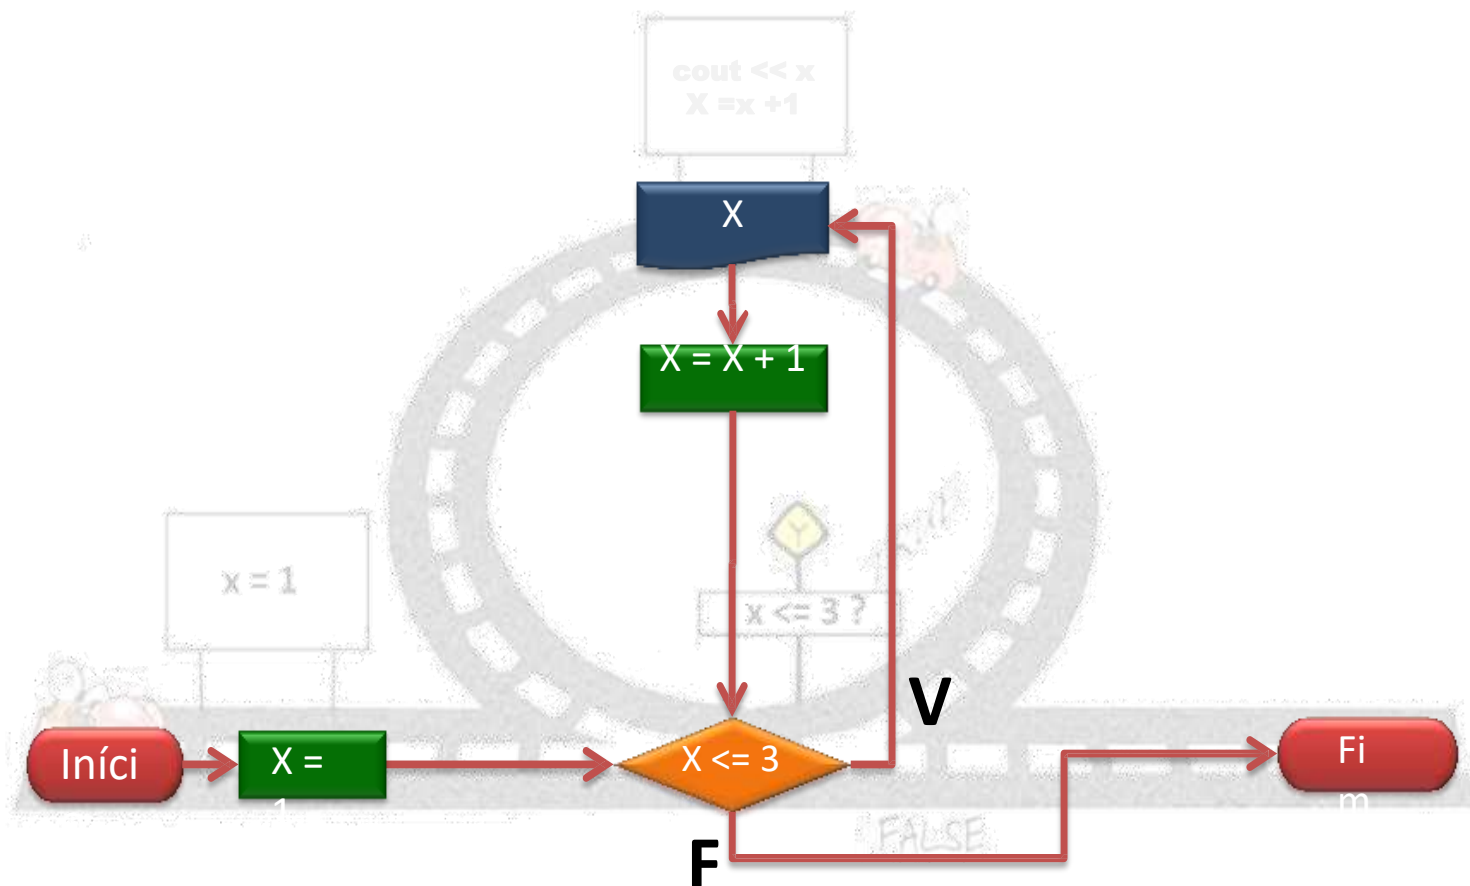 cout << x
X =x +1
X
X = X + 1
x = 1
x <= 3 ?
V
Iníci
X =
1
X <= 3
Fi
m
FALSE
F